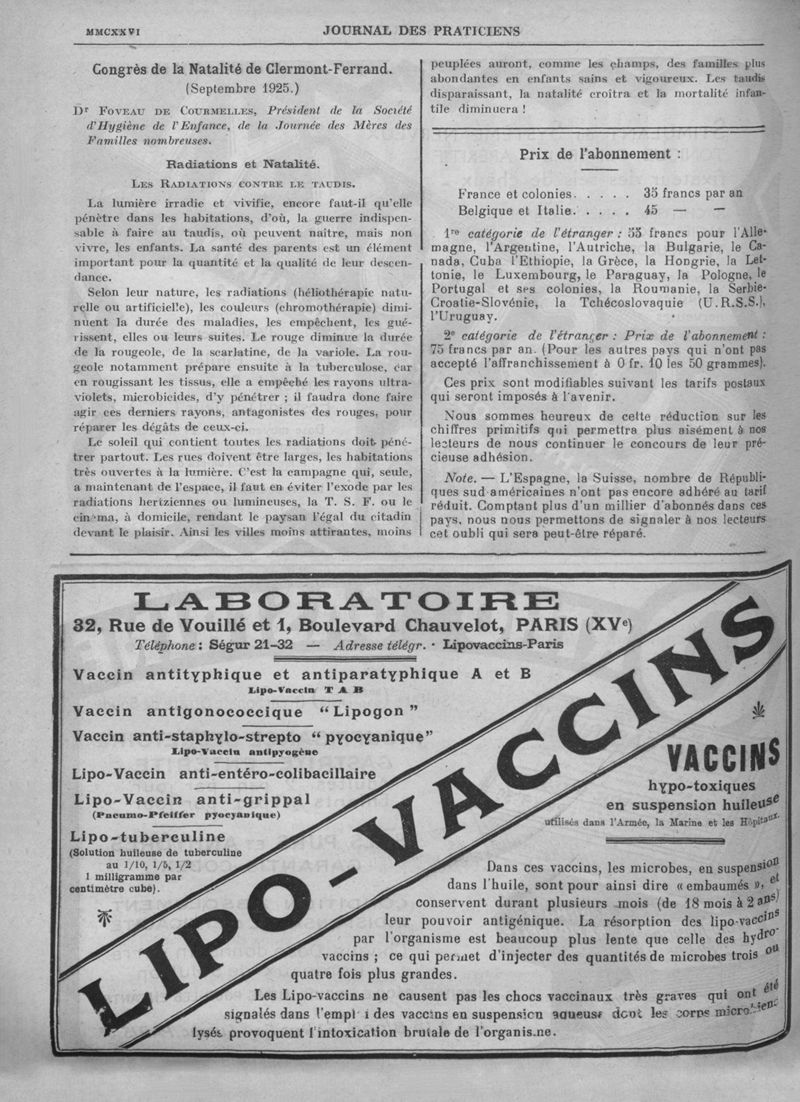 MMCXXVI
JOURNAL DES PRATICIENS
Congrès de la Natalité de Clermont-Ferrand.
(Septembre 1925.)
Dr FOVEAU DE COURMELLES, Président de la Société
d'Hygiène de l'Enfance, de la Journée des Mères des
Familles nombreuses.
Radiations et Natalité.
LES RADIATIONS CONTRE LE TAUDIS.
La lumière irradie et vivifie, encore faut-il qu'elle
pénètre dans les habitations, d'où, la guerre indispen-
sable à faire au taudis, où peuvent naître, mais non
vivre, les enfants. La santé des parents est un élément
important pour la quantité et la qualité de leur descen-
dance.
Selon leur nature, les radiations (héliothérapie natu-
relle ou artificielle), les couleurs (chromothérapie) dimi-
nuent la durée des maladies, les empêchent, les gué-
rissent, elles ou leurs suites. Le rouge diminue la durée
de la rougeole, de la scarlatine, de la variole. La rou-
geole notamment prépare ensuite à la tuberculose, car
en rougissant les tissus, elle a empêché les rayons ultra-
violets, microbicides, d'y pénétrer ; il faudra donc faire
agir ces derniers rayons, antagonistes des rouges, pour
réparer les dégâts de ceux-ci.
Le soleil qui contient toutes les radiations doit péné-
trer partout. Les rues doivent être larges, les habitations
très ouvertes à la lumière. C'est la campagne qui, seule,
a maintenant de l'espace, il faut en éviter l'exode par les
radiations hertziennes ou lumineuses, la T. S. F. ou le
cinéma, à domicile, rendant le paysan l'égal du citadin
devant le plaisir. Ainsi les villes moins attirantes, moins
peuplées auront, comme les champs, des familles plus
abondantes en enfants sains et vigoureux. Les taudis
disparaissant, la natalité croîtra et la mortalité infan-
tile diminuera !
Prix de l'abonnement :
France et colonies. . . . . 35 francs par an
Belgique et Italie. . . . . 45 — —
1re catégorie de l'étranger : 55 francs pour l'Alle-
magne, l'Argentine, l'Autriche, la Bulgarie, le Ca-
nada, Cuba l'Ethiopie, la Grèce, la Hongrie, la Let-
tonie, le Luxembourg, le Paraguay, la Pologne, le
Portugal et ses colonies, la Roumanie, la Serbie-
Croatie-Slovénie, la Tchécoslovaquie (U.R.S.S.),
l'Uruguay.
2e catégorie de l'étranger : Prix de l'abonnement :
75 francs par an. (Pour les autres pays qui n'ont pas
accepté l'affranchissement à 0 fr. 10 les 50 grammes).
Ces prix sont modifiables suivant les tarifs postaux
qui seront imposés à l'avenir.
Nous sommes heureux de cette réduction sur les
chiffres primitifs qui permettra plus aisément à nos
lecteurs de nous continuer le concours de leur pré-
cieuse adhésion.
Note. — L'Espagne, la Suisse, nombre de Républi-
ques sud-américaines n'ont pas encore adhéré au tarif
réduit. Comptant plus d'un millier d'abonnés dans ces
pays, nous nous permettons de signaler à nos lecteurs
cet oubli qui sera peut-être réparé.
LABORATOIRE
32, Rue de Vouillé et 1, Boulevard Chauvelot, PARIS (XVe)
Téléphone : Ségur 21-32 — Adresse télégr. · Lipovaccins-Paris
Vaccin antityphique et antiparatyphique A et B
Lipo-Vaccin T A B
Vaccin antigonococcique “Lipogon”
Vaccin anti-staphylo-strepto “pyocyanique”
Lipo-Vaccin antipyogène
Lipo-Vaccin anti-entéro-colibacillaire
Lipo-Vaccin anti-grippal
(Pneumo-Pfeiffer pyocyanique)
Lipo-tuberculine
(Solution huileuse de tuberculine
au 1/10, 1/5, 1/2
1 milligramme par
centimètre cube).
LIPO-VACCINS
VACCINS
hypo-toxiques
en suspension huileuse
utilisés dans l'Armée, la Marine et les Hôpitaux.
Dans ces vaccins, les microbes, en suspension
dans l'huile, sont pour ainsi dire « embaumés », et
conservent durant plusieurs mois (de 18 mois à 2 ans)
leur pouvoir antigénique. La résorption des lipo-vaccins
par l'organisme est beaucoup plus lente que celle des hydro-
vaccins ; ce qui permet d'injecter des quantités de microbes trois ou
quatre fois plus grandes.
Les Lipo-vaccins ne causent pas les chocs vaccinaux très graves qui ont été
signalés dans l'emploi des vaccins en suspension aqueuse dont les corps microbiens
lysés provoquent l'intoxication brutale de l'organisme.